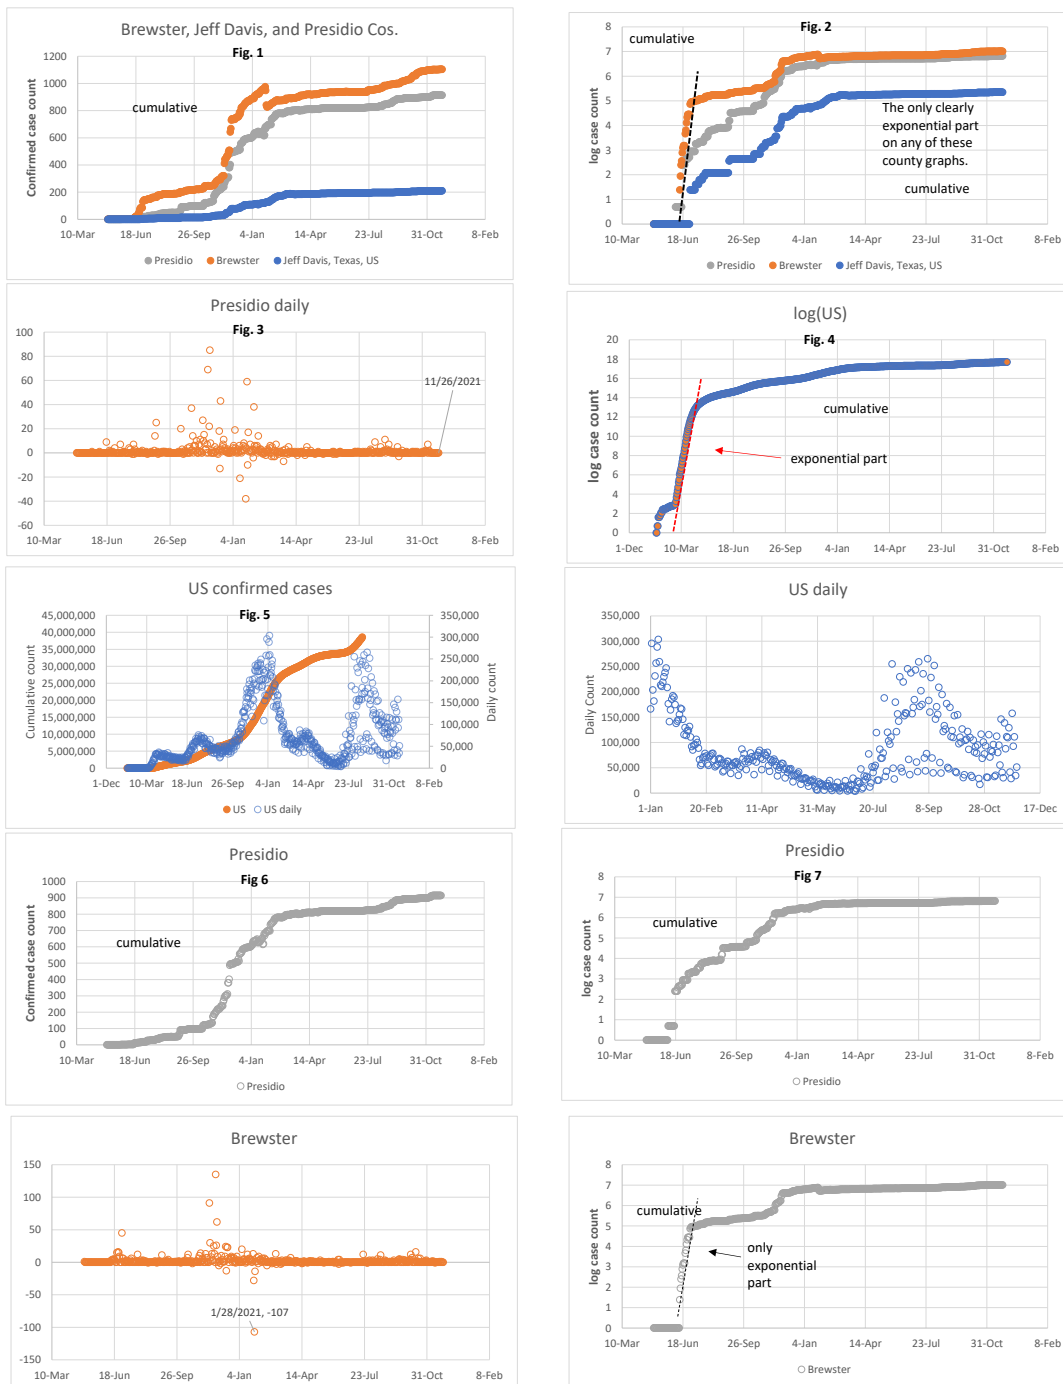 Brewster, Jeff Davis, and Presidio Cos.
Fig. 1
cumulative
Confirmed case count
1200
1000
800
600
400
200
0
10-Mar 18-Jun 26-Sep 4-Jan 14-Apr 23-Jul 31-Oct 8-Feb
Presidio Brewster Jeff Davis, Texas, US
Fig. 2
cumulative
log case count
8
7
6
5
4
3
2
1
0
The only clearly
exponential part
on any of these
county graphs.
cumulative
10-Mar 18-Jun 26-Sep 4-Jan 14-Apr 23-Jul 31-Oct 8-Feb
Presidio Brewster Jeff Davis, Texas, US
Presidio daily
Fig. 3
100
80
60
40
20
0
-20
-40
-60
11/26/2021
10-Mar 18-Jun 26-Sep 4-Jan 14-Apr 23-Jul 31-Oct 8-Feb
log(US)
Fig. 4
log case count
20
18
16
14
12
10
8
6
4
2
0
cumulative
exponential part
1-Dec 10-Mar 18-Jun 26-Sep 4-Jan 14-Apr 23-Jul 31-Oct 8-Feb
US confirmed cases
Fig. 5
Cumulative count
45,000,000
40,000,000
35,000,000
30,000,000
25,000,000
20,000,000
15,000,000
10,000,000
5,000,000
0
350,000
300,000
250,000
200,000
150,000
100,000
50,000
0
Daily Count
1-Dec 10-Mar 18-Jun 26-Sep 4-Jan 14-Apr 23-Jul 31-Oct 8-Feb
US US daily
US daily
Daily Count
350,000
300,000
250,000
200,000
150,000
100,000
50,000
0
1-Jan 20-Feb 11-Apr 31-May 20-Jul 8-Sep 28-Oct 17-Dec
Presidio
Fig 6
cumulative
Confirmed case count
1000
900
800
700
600
500
400
300
200
100
0
10-Mar 18-Jun 26-Sep 4-Jan 14-Apr 23-Jul 31-Oct 8-Feb
Presidio
Presidio
Fig 7
cumulative
log case count
8
7
6
5
4
3
2
1
0
10-Mar 18-Jun 26-Sep 4-Jan 14-Apr 23-Jul 31-Oct 8-Feb
Presidio
Brewster
150
100
50
0
-50
-100
-150
1/28/2021, -107
10-Mar 18-Jun 26-Sep 4-Jan 14-Apr 23-Jul 31-Oct 8-Feb
Brewster
cumulative
log case count
8
7
6
5
4
3
2
1
0
only
exponential
part
10-Mar 18-Jun 26-Sep 4-Jan 14-Apr 23-Jul 31-Oct 8-Feb
Brewster